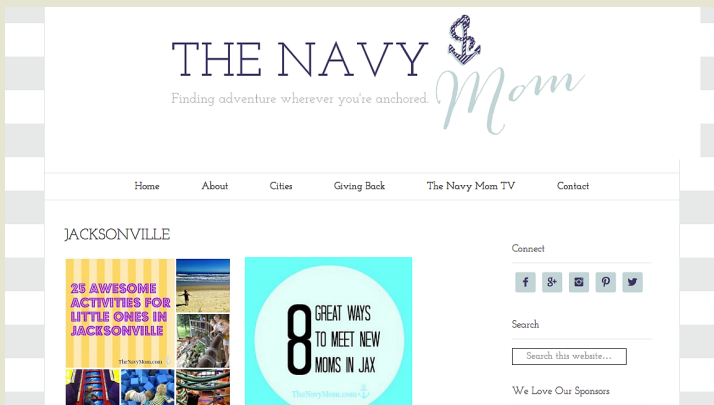 THE NAVY
Mom
Finding adventure wherever you're anchored.
Home About Cities Giving Back The Navy Mom TV Contact
JACKSONVILLE
25 AWESOME
ACTIVITIES FOR
LITTLE ONES IN
JACKSONVILLE
TheNavyMom.com
8 GREAT WAYS
TO MEET NEW
MOMS IN JAX
TheNavyMom.com
Connect
Search
Search this website…
We Love Our Sponsors